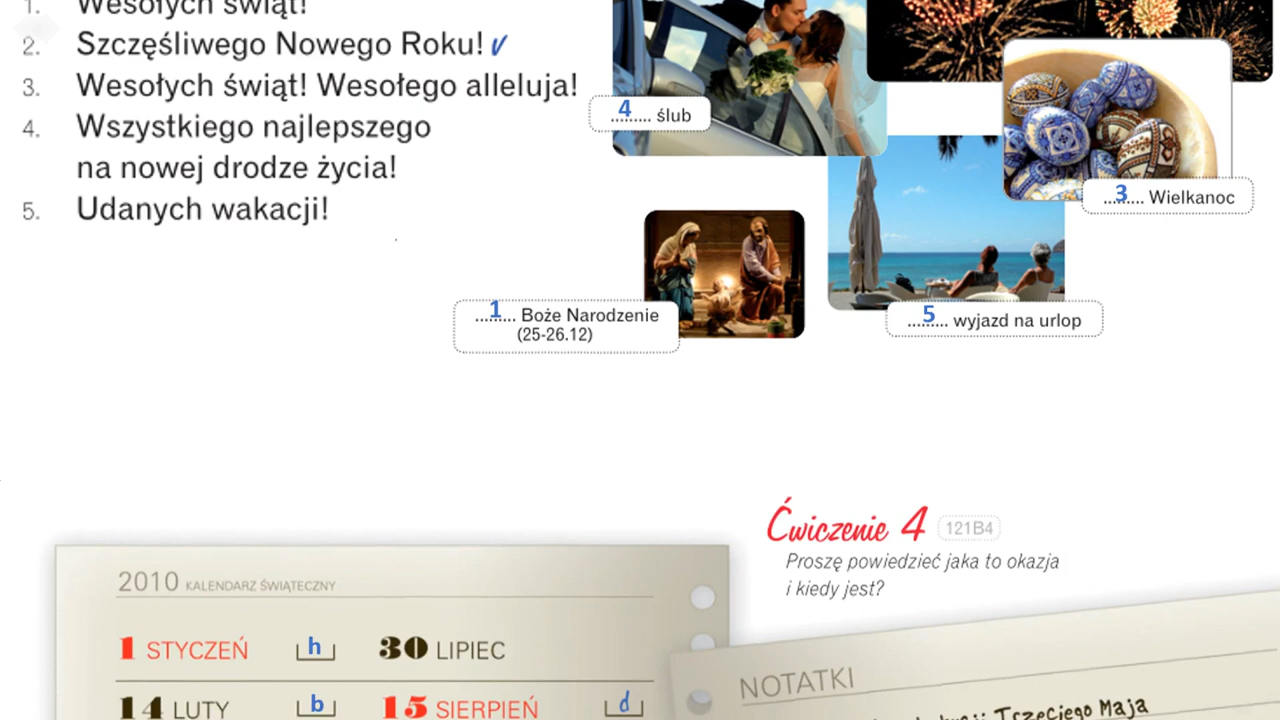 1. Wesołych świąt!
2. Szczęśliwego Nowego Roku! ✓
3. Wesołych świąt! Wesołego alleluja!
4. Wszystkiego najlepszego
na nowej drodze życia!
5. Udanych wakacji!
4 ......... ślub
3 ......... Wielkanoc
1 ......... Boże Narodzenie
(25-26.12)
5 ......... wyjazd na urlop
Ćwiczenie 4 121B4
Proszę powiedzieć jaka to okazja
i kiedy jest?
2010 KALENDARZ ŚWIĄTECZNY
1 STYCZEŃ h 30 LIPIEC
14 LUTY b 15 SIERPIEŃ d
NOTATKI
Trzeciego Maja